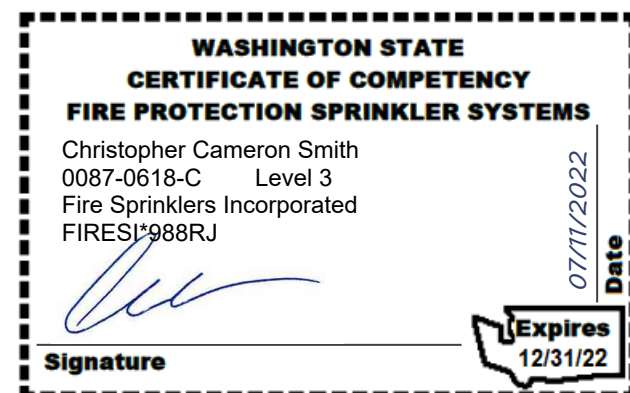 WASHINGTON STATE
CERTIFICATE OF COMPETENCY
FIRE PROTECTION SPRINKLER SYSTEMS
Christopher Cameron Smith
0087-0618-C Level 3
Fire Sprinklers Incorporated
FIRESI*988RJ
07/11/2022
Date
Signature
Expires
12/31/22